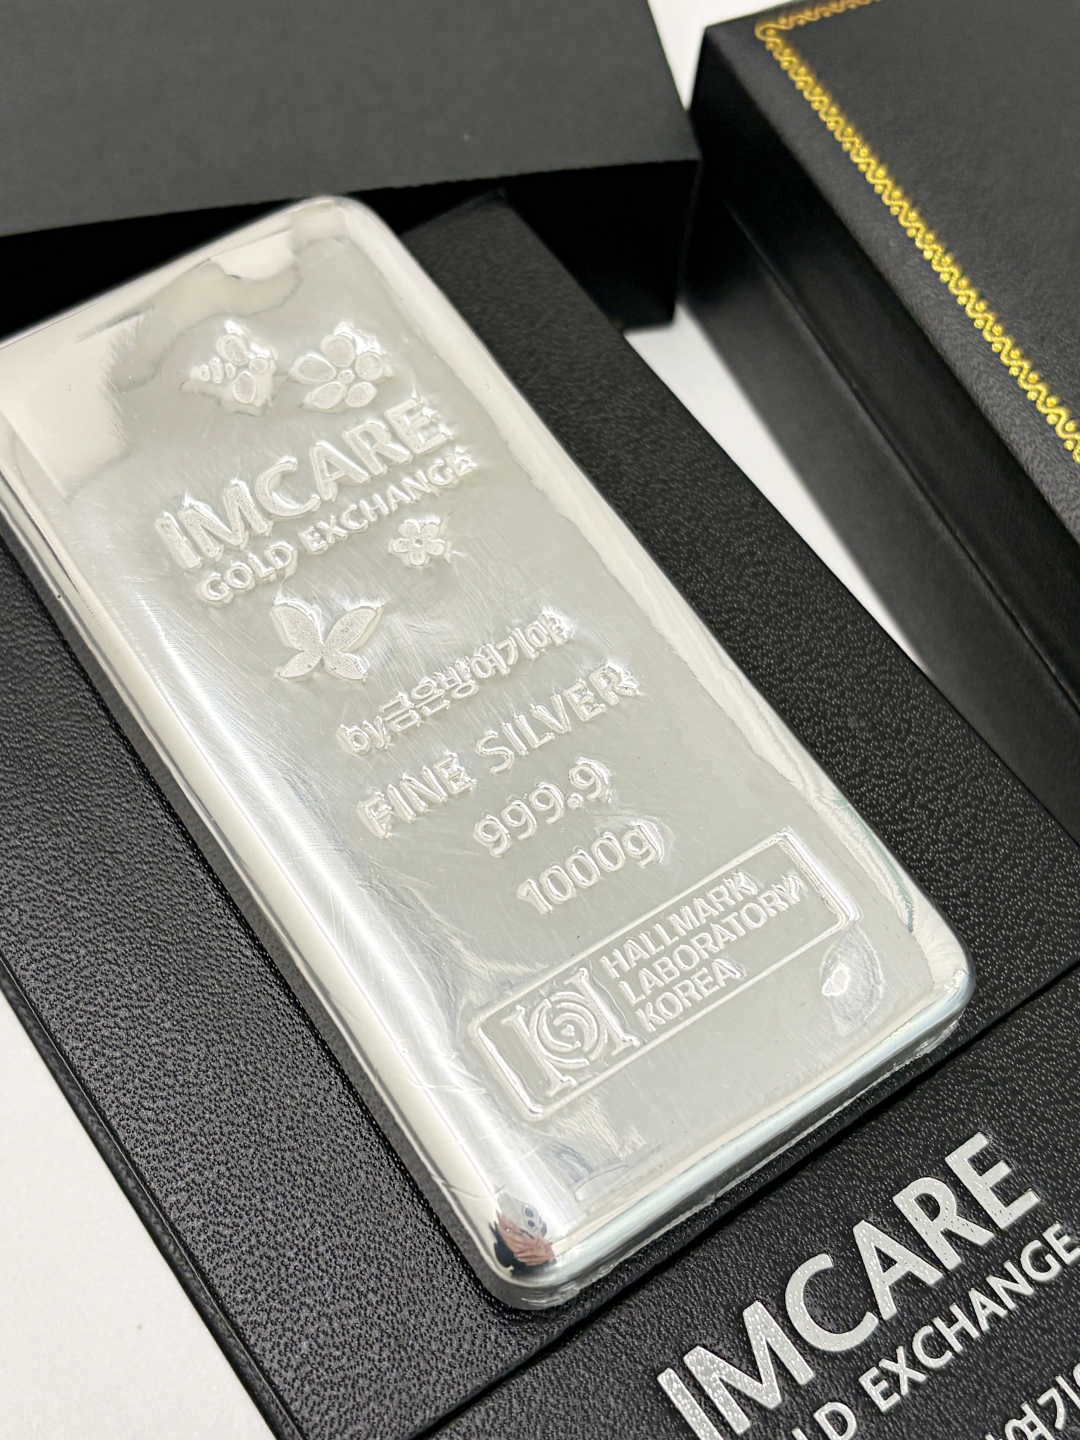 IMCARE
GOLD EXCHANGE
by금은방여기야
FINE SILVER
999.9
1000g
HALLMARK
LABORATORY
KOREA
IMCARE
EXCHANGE